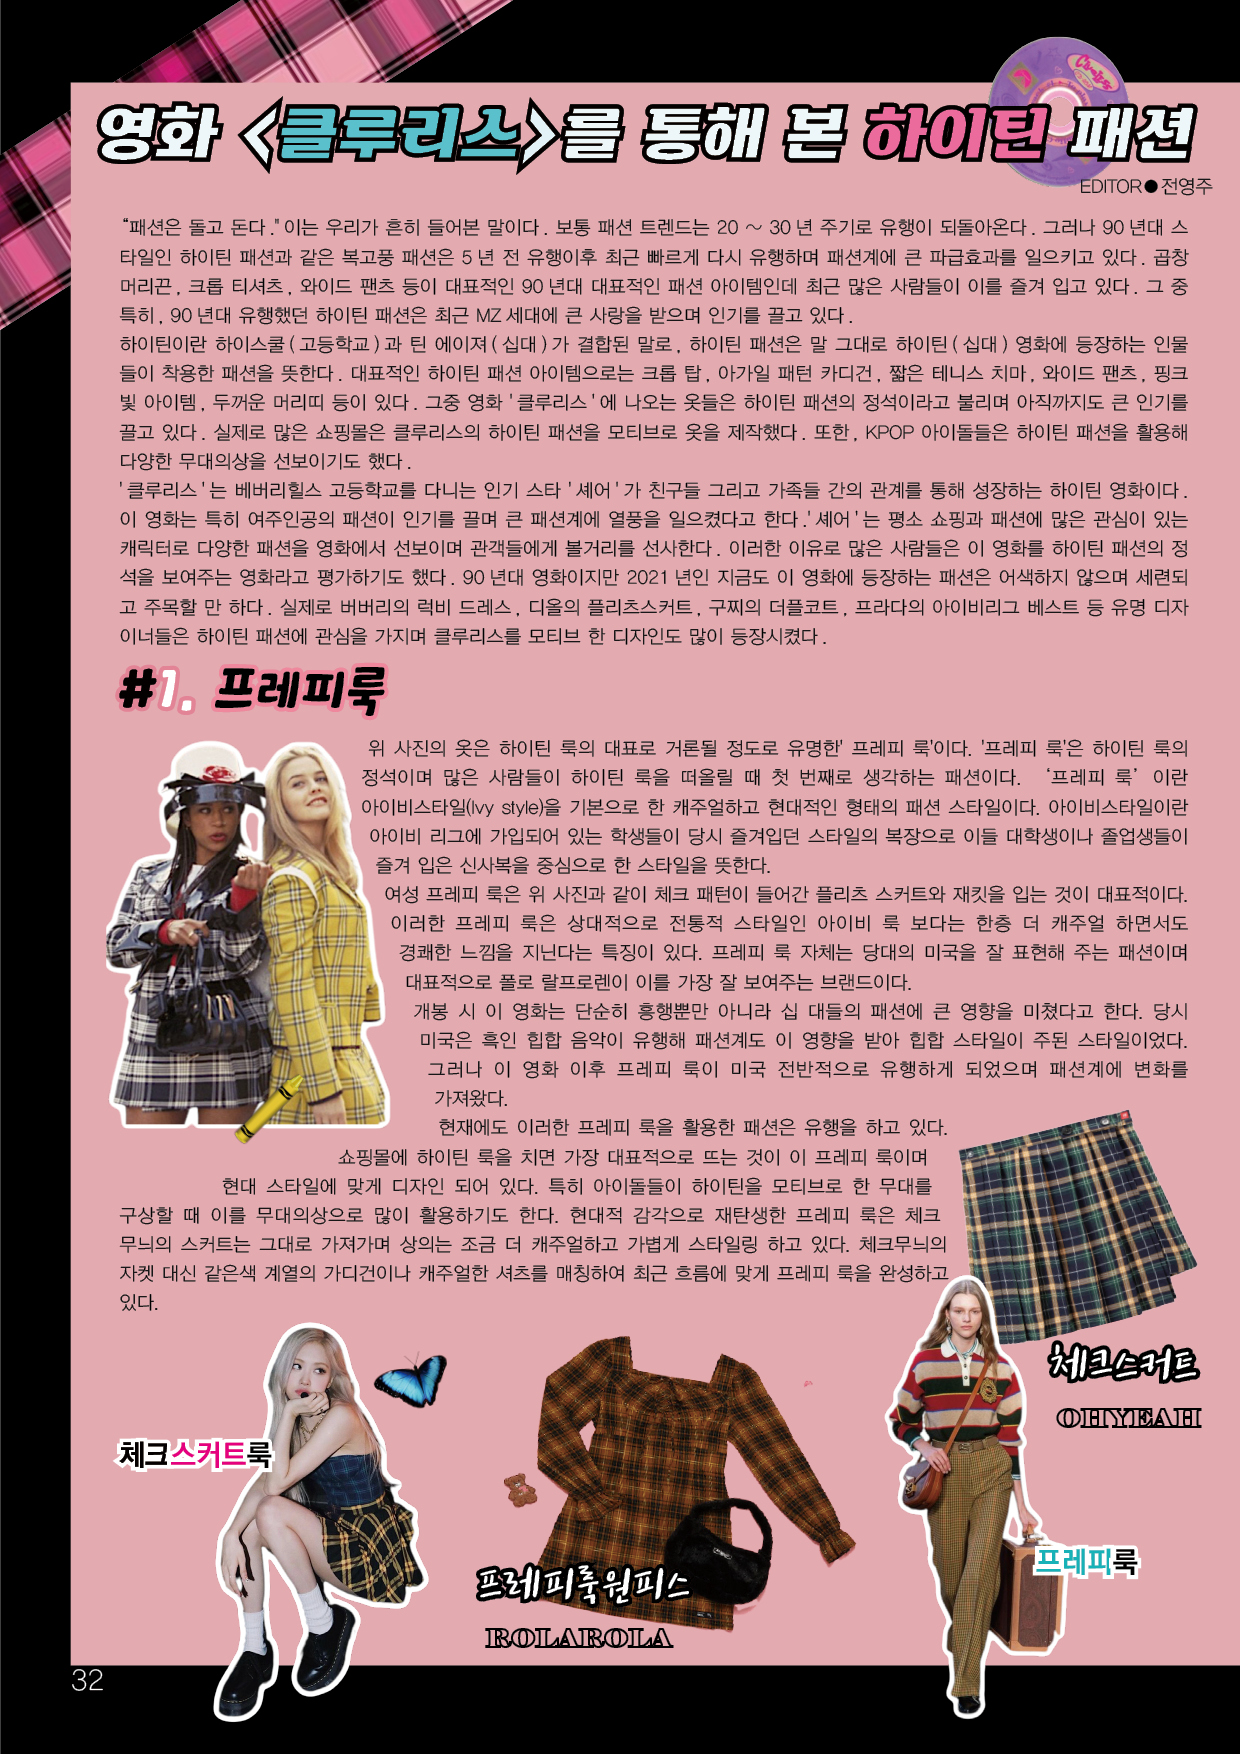 영화 <클루리스>를 통해 본 하이틴 패션
EDITOR●전영주
“패션은 돌고 돈다." 이는 우리가 흔히 들어본 말이다. 보통 패션 트렌드는 20 ~ 30 년 주기로 유행이 되돌아온다. 그러나 90 년대 스
타일인 하이틴 패션과 같은 복고풍 패션은 5 년 전 유행이후 최근 빠르게 다시 유행하며 패션계에 큰 파급효과를 일으키고 있다. 곱창
머리끈, 크롭 티셔츠, 와이드 팬츠 등이 대표적인 90 년대 대표적인 패션 아이템인데 최근 많은 사람들이 이를 즐겨 입고 있다. 그 중
특히, 90 년대 유행했던 하이틴 패션은 최근 MZ 세대에 큰 사랑을 받으며 인기를 끌고 있다.
하이틴이란 하이스쿨 ( 고등학교 ) 과 틴 에이져 ( 십대 ) 가 결합된 말로, 하이틴 패션은 말 그대로 하이틴 ( 십대 ) 영화에 등장하는 인물
들이 착용한 패션을 뜻한다. 대표적인 하이틴 패션 아이템으로는 크롭 탑, 아가일 패턴 카디건, 짧은 테니스 치마, 와이드 팬츠, 핑크
빛 아이템, 두꺼운 머리띠 등이 있다. 그중 영화 ' 클루리스 ' 에 나오는 옷들은 하이틴 패션의 정석이라고 불리며 아직까지도 큰 인기를
끌고 있다. 실제로 많은 쇼핑몰은 클루리스의 하이틴 패션을 모티브로 옷을 제작했다. 또한, KPOP 아이돌들은 하이틴 패션을 활용해
다양한 무대의상을 선보이기도 했다.
' 클루리스 ' 는 베버리힐스 고등학교를 다니는 인기 스타 ' 셰어 ' 가 친구들 그리고 가족들 간의 관계를 통해 성장하는 하이틴 영화이다.
이 영화는 특히 여주인공의 패션이 인기를 끌며 큰 패션계에 열풍을 일으켰다고 한다.' 셰어 ' 는 평소 쇼핑과 패션에 많은 관심이 있는
캐릭터로 다양한 패션을 영화에서 선보이며 관객들에게 볼거리를 선사한다. 이러한 이유로 많은 사람들은 이 영화를 하이틴 패션의 정
석을 보여주는 영화라고 평가하기도 했다. 90 년대 영화이지만 2021 년인 지금도 이 영화에 등장하는 패션은 어색하지 않으며 세련되
고 주목할 만 하다. 실제로 버버리의 럭비 드레스, 디올의 플리츠스커트, 구찌의 더플코트, 프라다의 아이비리그 베스트 등 유명 디자
이너들은 하이틴 패션에 관심을 가지며 클루리스를 모티브 한 디자인도 많이 등장시켰다.
#1. 프레피룩
위 사진의 옷은 하이틴 룩의 대표로 거론될 정도로 유명한' 프레피 룩'이다. '프레피 룩'은 하이틴 룩의
정석이며 많은 사람들이 하이틴 룩을 떠올릴 때 첫 번째로 생각하는 패션이다. ‘프레피 룩’ 이란
아이비스타일(Ivy style)을 기본으로 한 캐주얼하고 현대적인 형태의 패션 스타일이다. 아이비스타일이란
아이비 리그에 가입되어 있는 학생들이 당시 즐겨입던 스타일의 복장으로 이들 대학생이나 졸업생들이
즐겨 입은 신사복을 중심으로 한 스타일을 뜻한다.
여성 프레피 룩은 위 사진과 같이 체크 패턴이 들어간 플리츠 스커트와 재킷을 입는 것이 대표적이다.
이러한 프레피 룩은 상대적으로 전통적 스타일인 아이비 룩 보다는 한층 더 캐주얼 하면서도
경쾌한 느낌을 지닌다는 특징이 있다. 프레피 룩 자체는 당대의 미국을 잘 표현해 주는 패션이며
대표적으로 폴로 랄프로렌이 이를 가장 잘 보여주는 브랜드이다.
개봉 시 이 영화는 단순히 흥행뿐만 아니라 십 대들의 패션에 큰 영향을 미쳤다고 한다. 당시
미국은 흑인 힙합 음악이 유행해 패션계도 이 영향을 받아 힙합 스타일이 주된 스타일이었다.
그러나 이 영화 이후 프레피 룩이 미국 전반적으로 유행하게 되었으며 패션계에 변화를
가져왔다.
현재에도 이러한 프레피 룩을 활용한 패션은 유행을 하고 있다.
쇼핑몰에 하이틴 룩을 치면 가장 대표적으로 뜨는 것이 이 프레피 룩이며
현대 스타일에 맞게 디자인 되어 있다. 특히 아이돌들이 하이틴을 모티브로 한 무대를
구상할 때 이를 무대의상으로 많이 활용하기도 한다. 현대적 감각으로 재탄생한 프레피 룩은 체크
무늬의 스커트는 그대로 가져가며 상의는 조금 더 캐주얼하고 가볍게 스타일링 하고 있다. 체크무늬의
자켓 대신 같은색 계열의 가디건이나 캐주얼한 셔츠를 매칭하여 최근 흐름에 맞게 프레피 룩을 완성하고
있다.
체크스커트
OHYEAH
체크스커트룩
프레피룩
프레피룩원피스
ROLAROLA
32